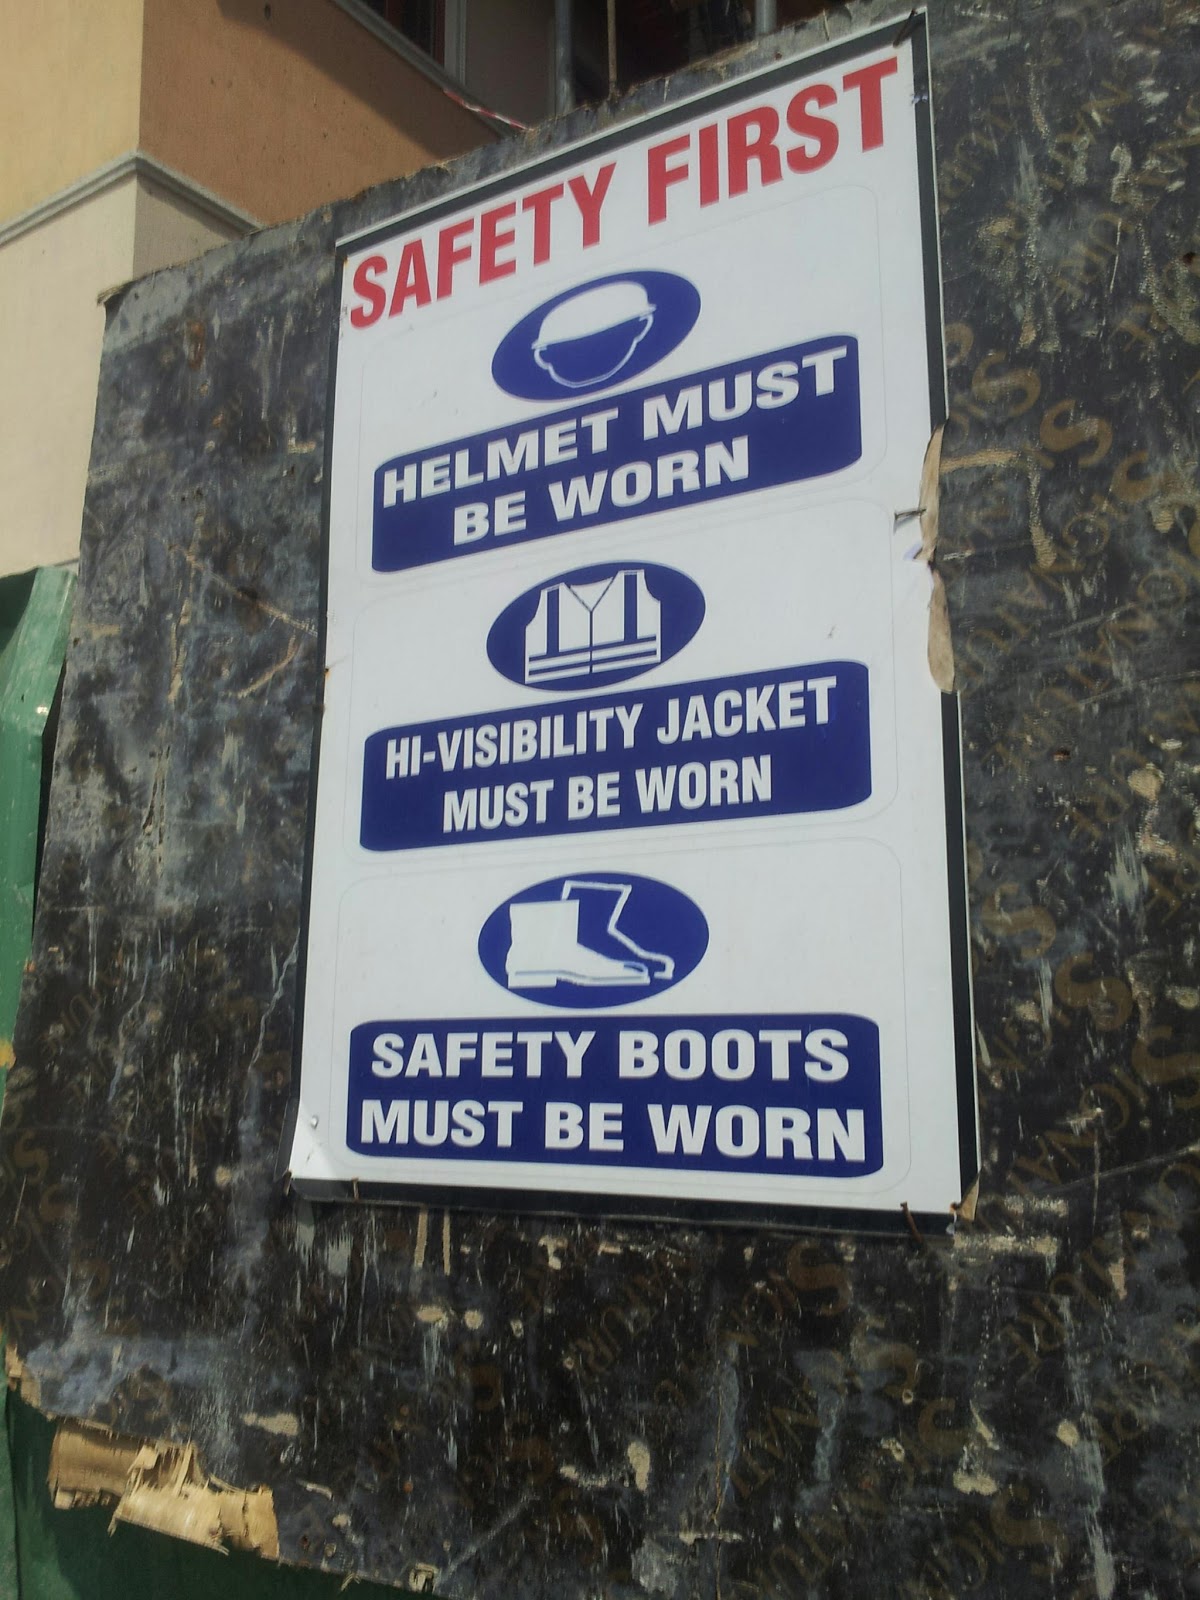 SAFETY FIRST
HELMET MUST
BE WORN
HI-VISIBILITY JACKET
MUST BE WORN
SAFETY BOOTS
MUST BE WORN